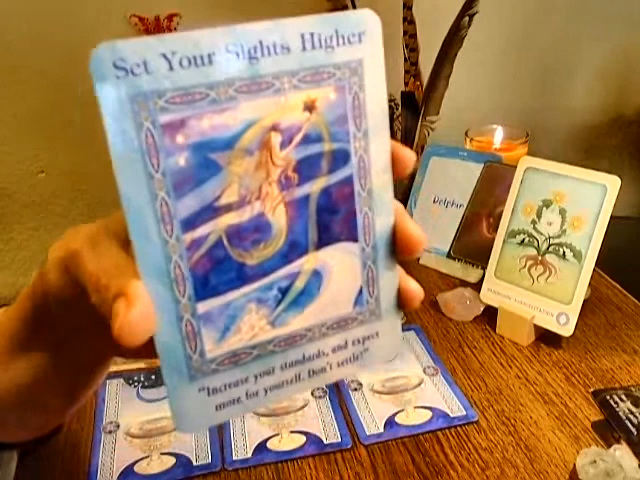 Set Your Sights Higher
"Increase your standards, and expect
more for yourself. Don't settle!"
Dolphin